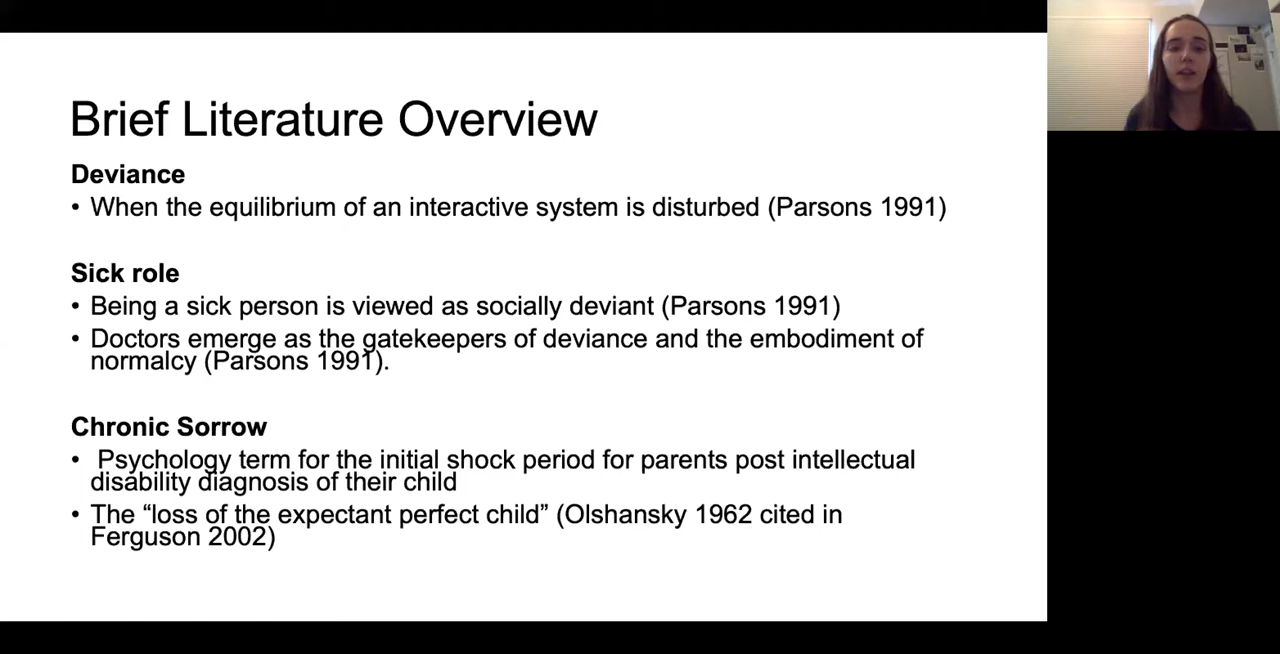 Brief Literature Overview
Deviance
• When the equilibrium of an interactive system is disturbed (Parsons 1991)
Sick role
• Being a sick person is viewed as socially deviant (Parsons 1991)
• Doctors emerge as the gatekeepers of deviance and the embodiment of
normalcy (Parsons 1991).
Chronic Sorrow
• Psychology term for the initial shock period for parents post intellectual
disability diagnosis of their child
• The “loss of the expectant perfect child” (Olshansky 1962 cited in
Ferguson 2002)